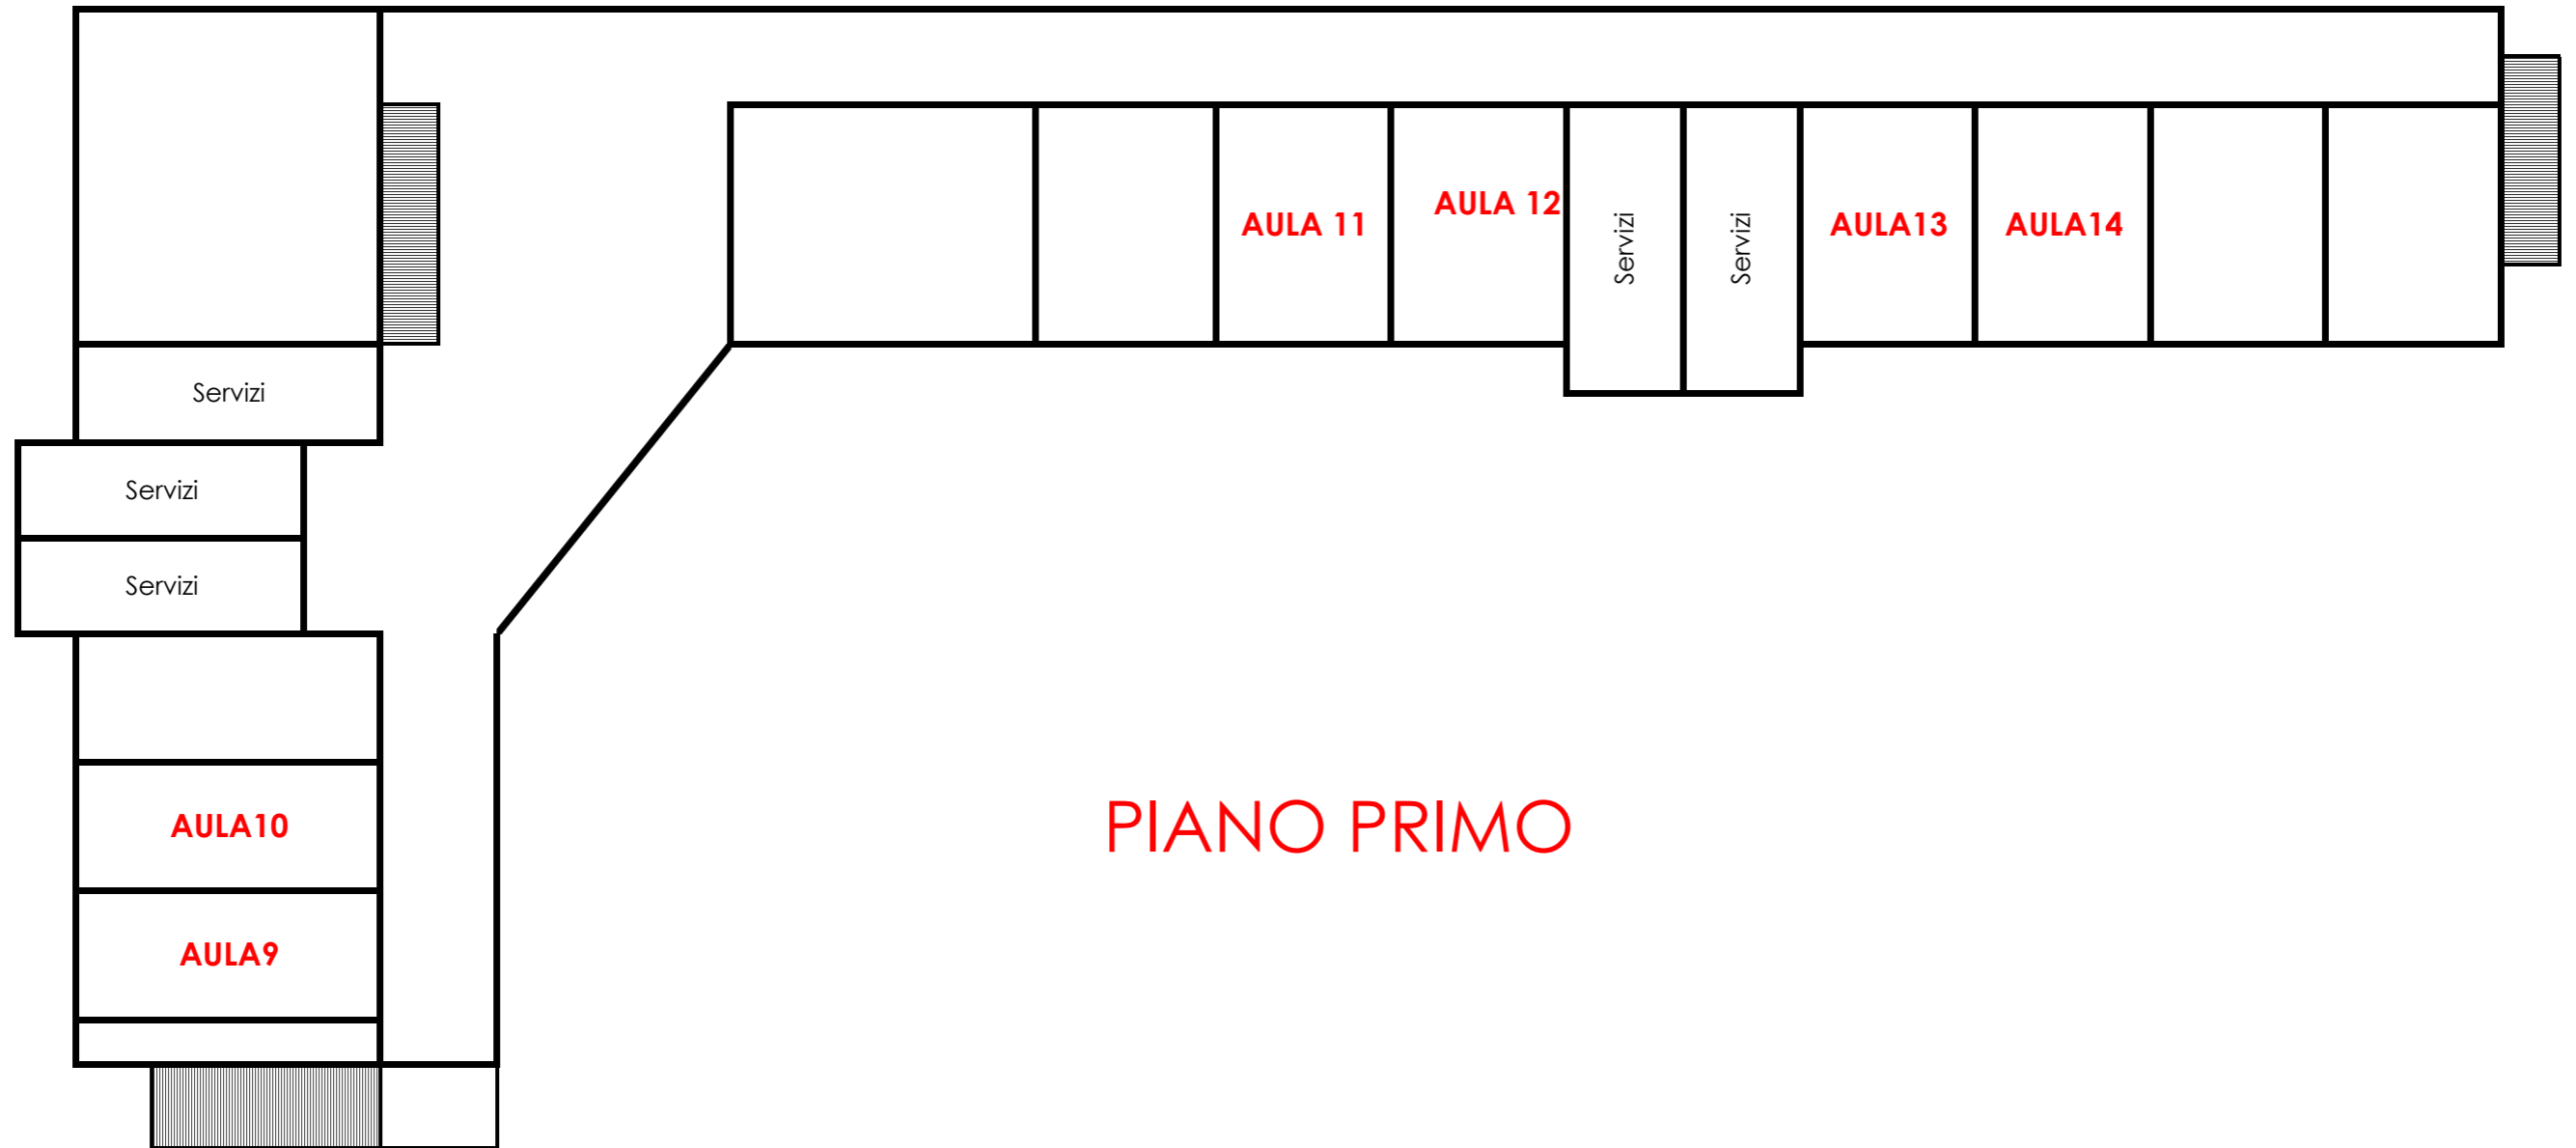 AULA 11
AULA 12
Servizi
Servizi
AULA13
AULA14
Servizi
Servizi
Servizi
AULA10
AULA9
PIANO PRIMO